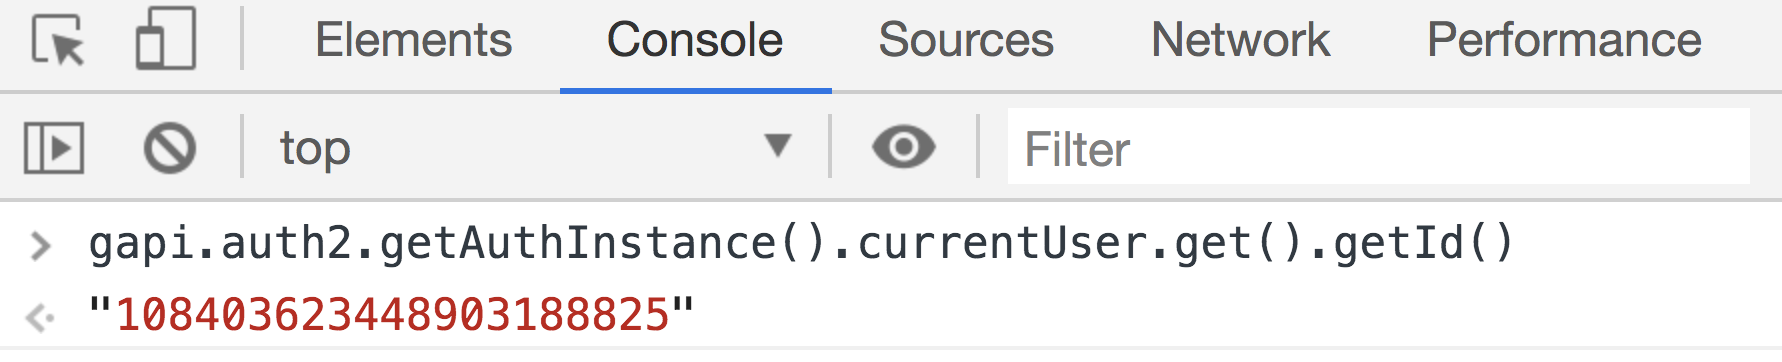 Elements Console Sources Network Performance
top Filter
gapi.auth2.getAuthInstance().currentUser.get().getId()
"108403623448903188825"